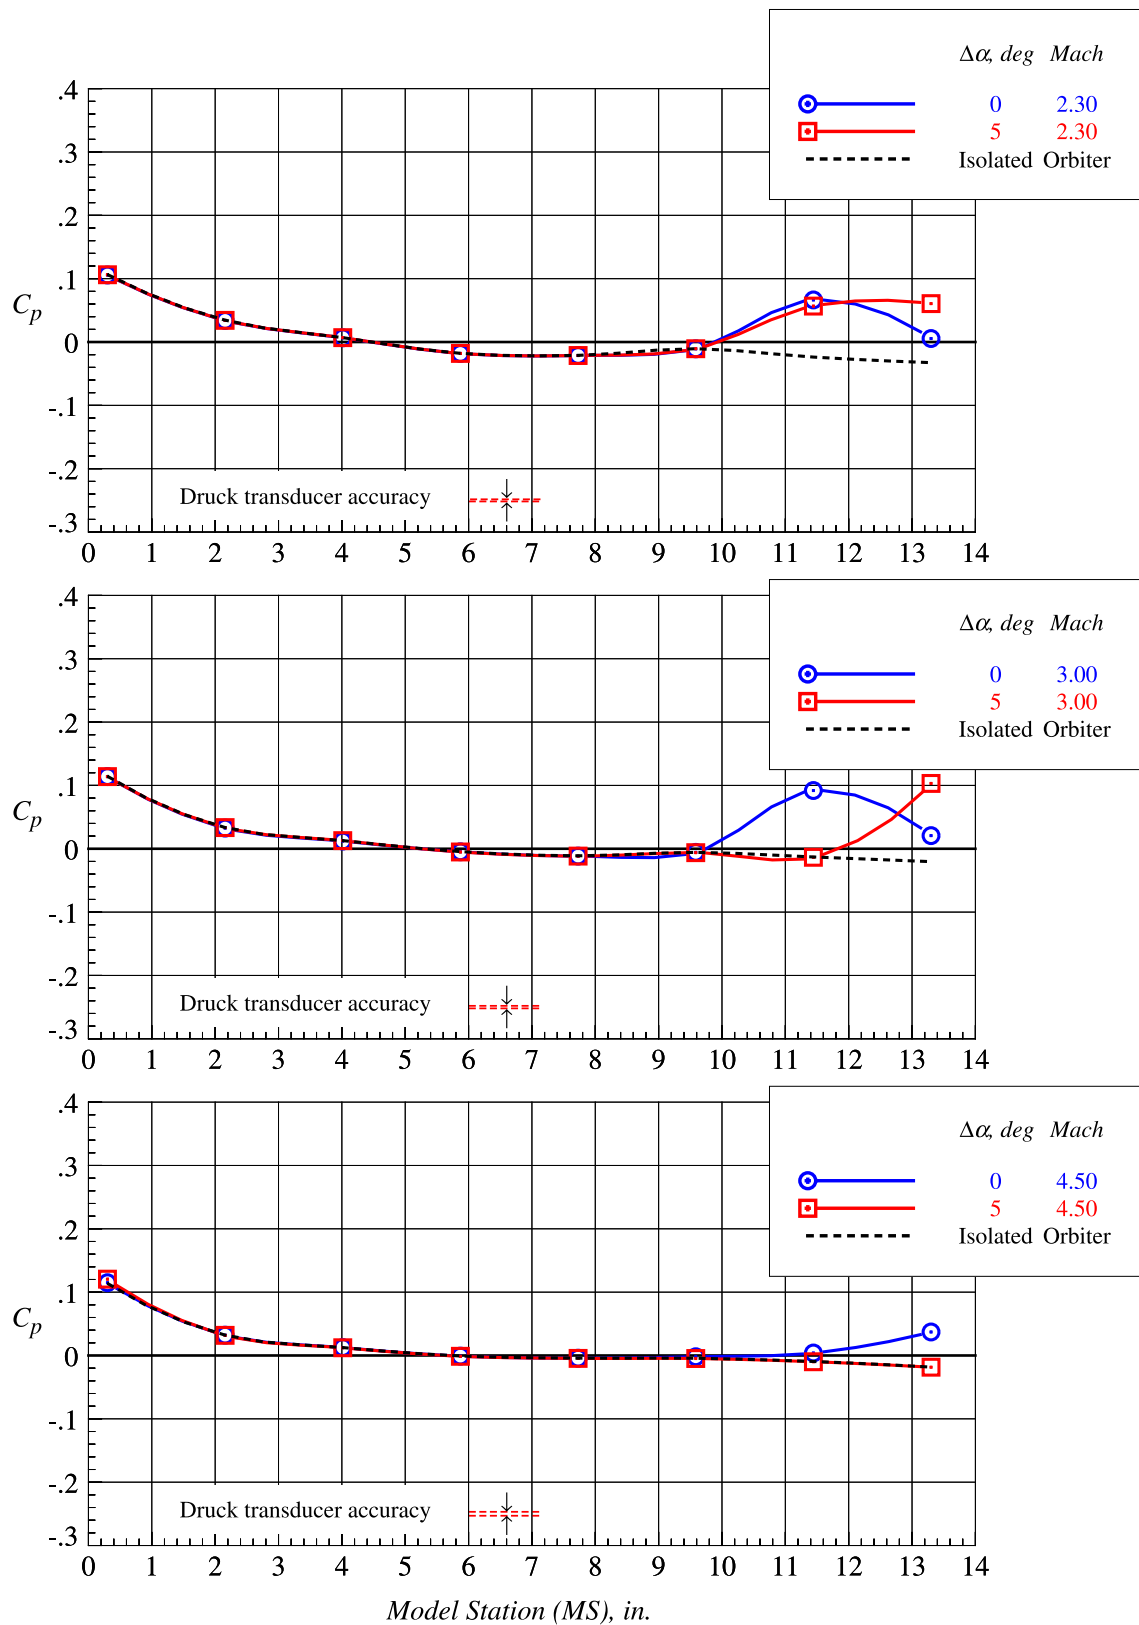 Δα, deg Mach
0 2.30
5 2.30
Isolated Orbiter
.4
.3
.2
.1
0
-.1
-.2
-.3
Cp
Druck transducer accuracy
0 1 2 3 4 5 6 7 8 9 10 11 12 13 14
Δα, deg Mach
0 3.00
5 3.00
Isolated Orbiter
.4
.3
.2
.1
0
-.1
-.2
-.3
Cp
Druck transducer accuracy
0 1 2 3 4 5 6 7 8 9 10 11 12 13 14
Δα, deg Mach
0 4.50
5 4.50
Isolated Orbiter
.4
.3
.2
.1
0
-.1
-.2
-.3
Cp
Druck transducer accuracy
0 1 2 3 4 5 6 7 8 9 10 11 12 13 14
Model Station (MS), in.